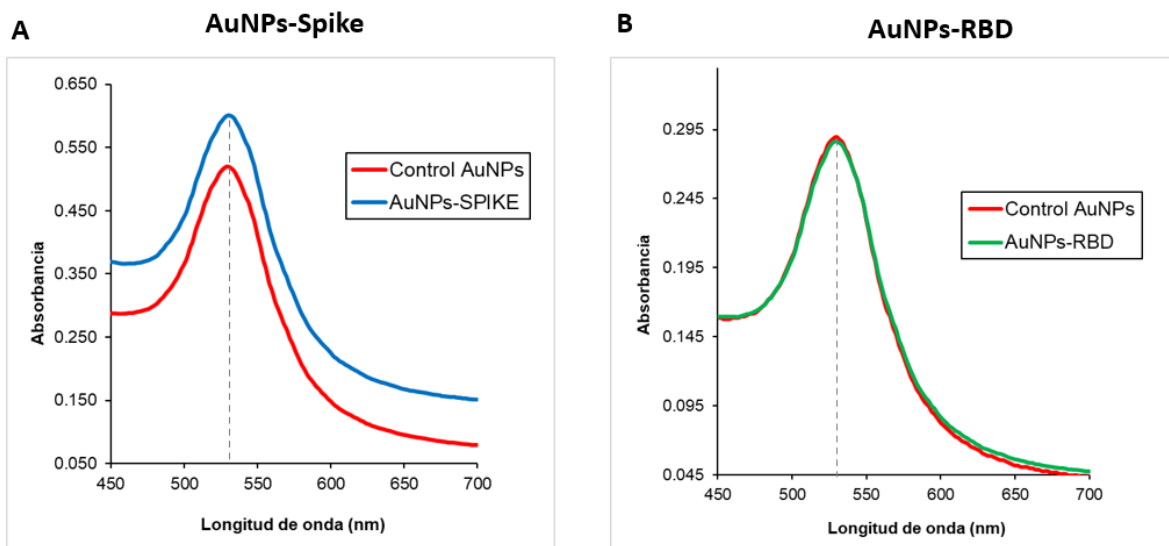 A
AuNPs-Spike
0.650
0.550
0.450
0.350
0.250
0.150
0.050
Absorbancia
Control AuNPs
AuNPs-SPIKE
450 500 550 600 650 700
Longitud de onda (nm)
B
AuNPs-RBD
0.295
0.245
0.195
0.145
0.095
0.045
Absorbancia
Control AuNPs
AuNPs-RBD
450 500 550 600 650 700
Longitud de onda (nm)